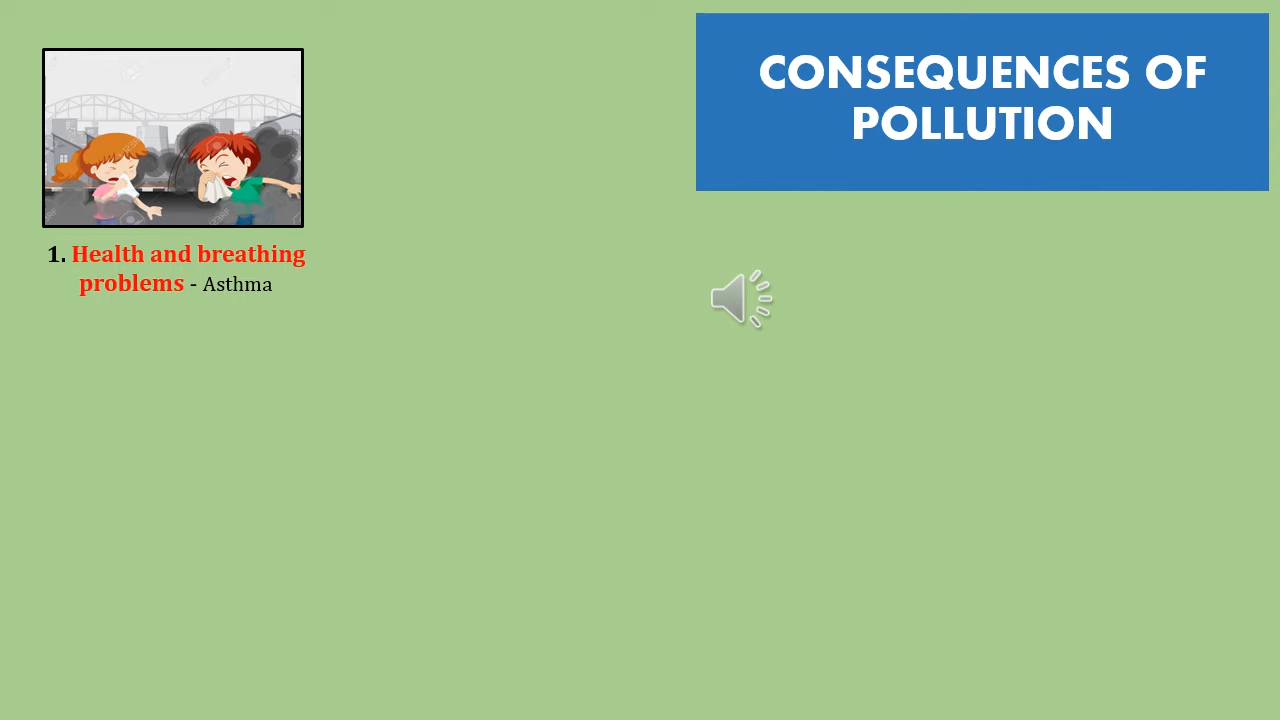 CONSEQUENCES OF
POLLUTION
1. Health and breathing
problems - Asthma